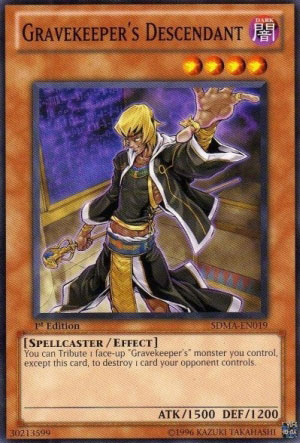 GRAVEKEEPER'S DESCENDANT
DARK
闇
1st Edition
SDMA-EN019
[SPELLCASTER / EFFECT]
You can Tribute 1 face-up "Gravekeeper's" monster you control,
except this card, to destroy 1 card your opponent controls.
ATK/1500 DEF/1200
30213599
©1996 KAZUKI TAKAHASHI